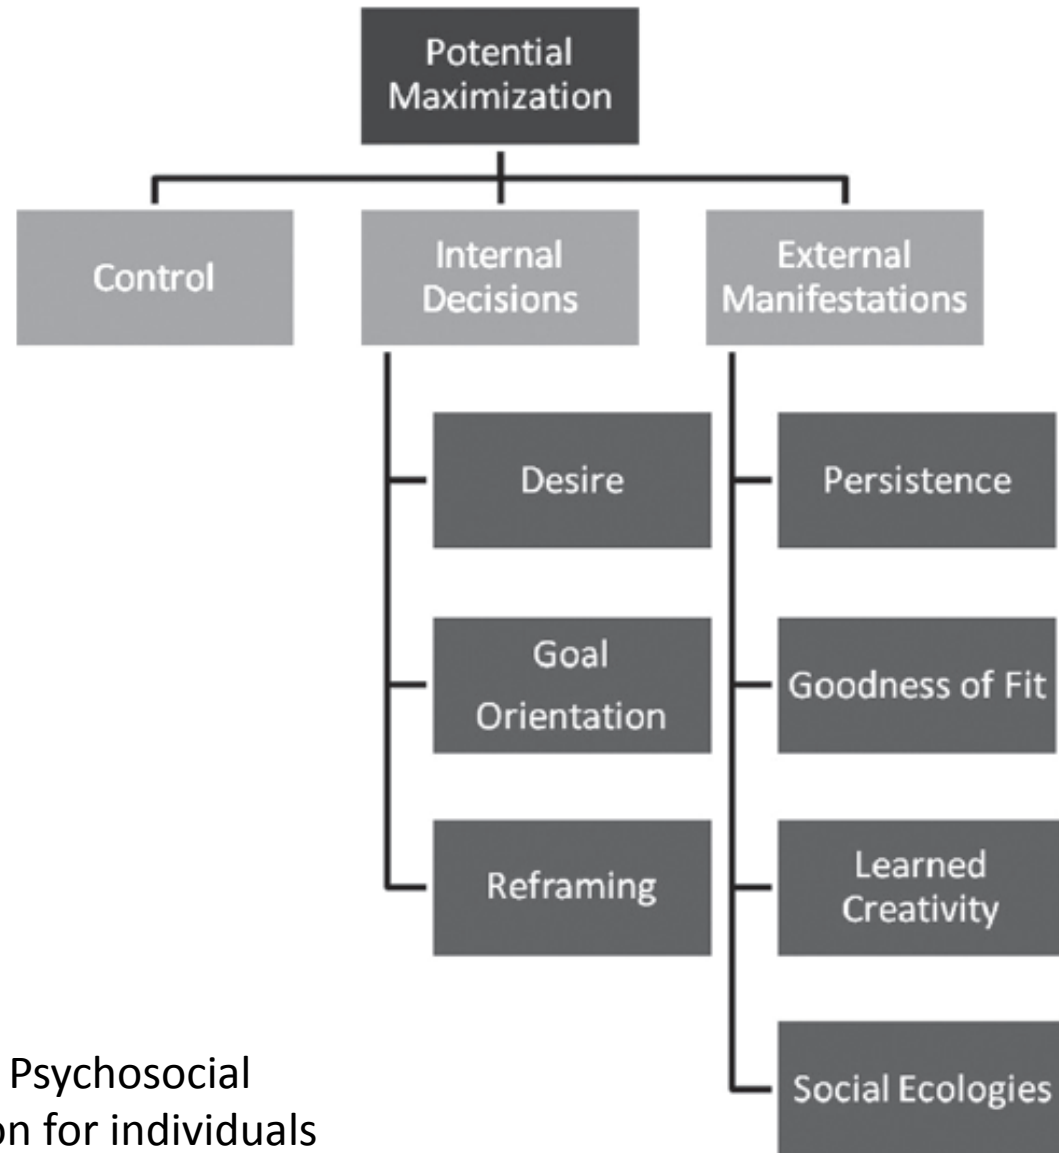 Potential
Maximization
Control
Internal
Decisions
External
Manifestations
Desire
Persistence
Goal
Orientation
Goodness of Fit
Reframing
Learned
Creativity
Social Ecologies
Psychosocial
for individuals